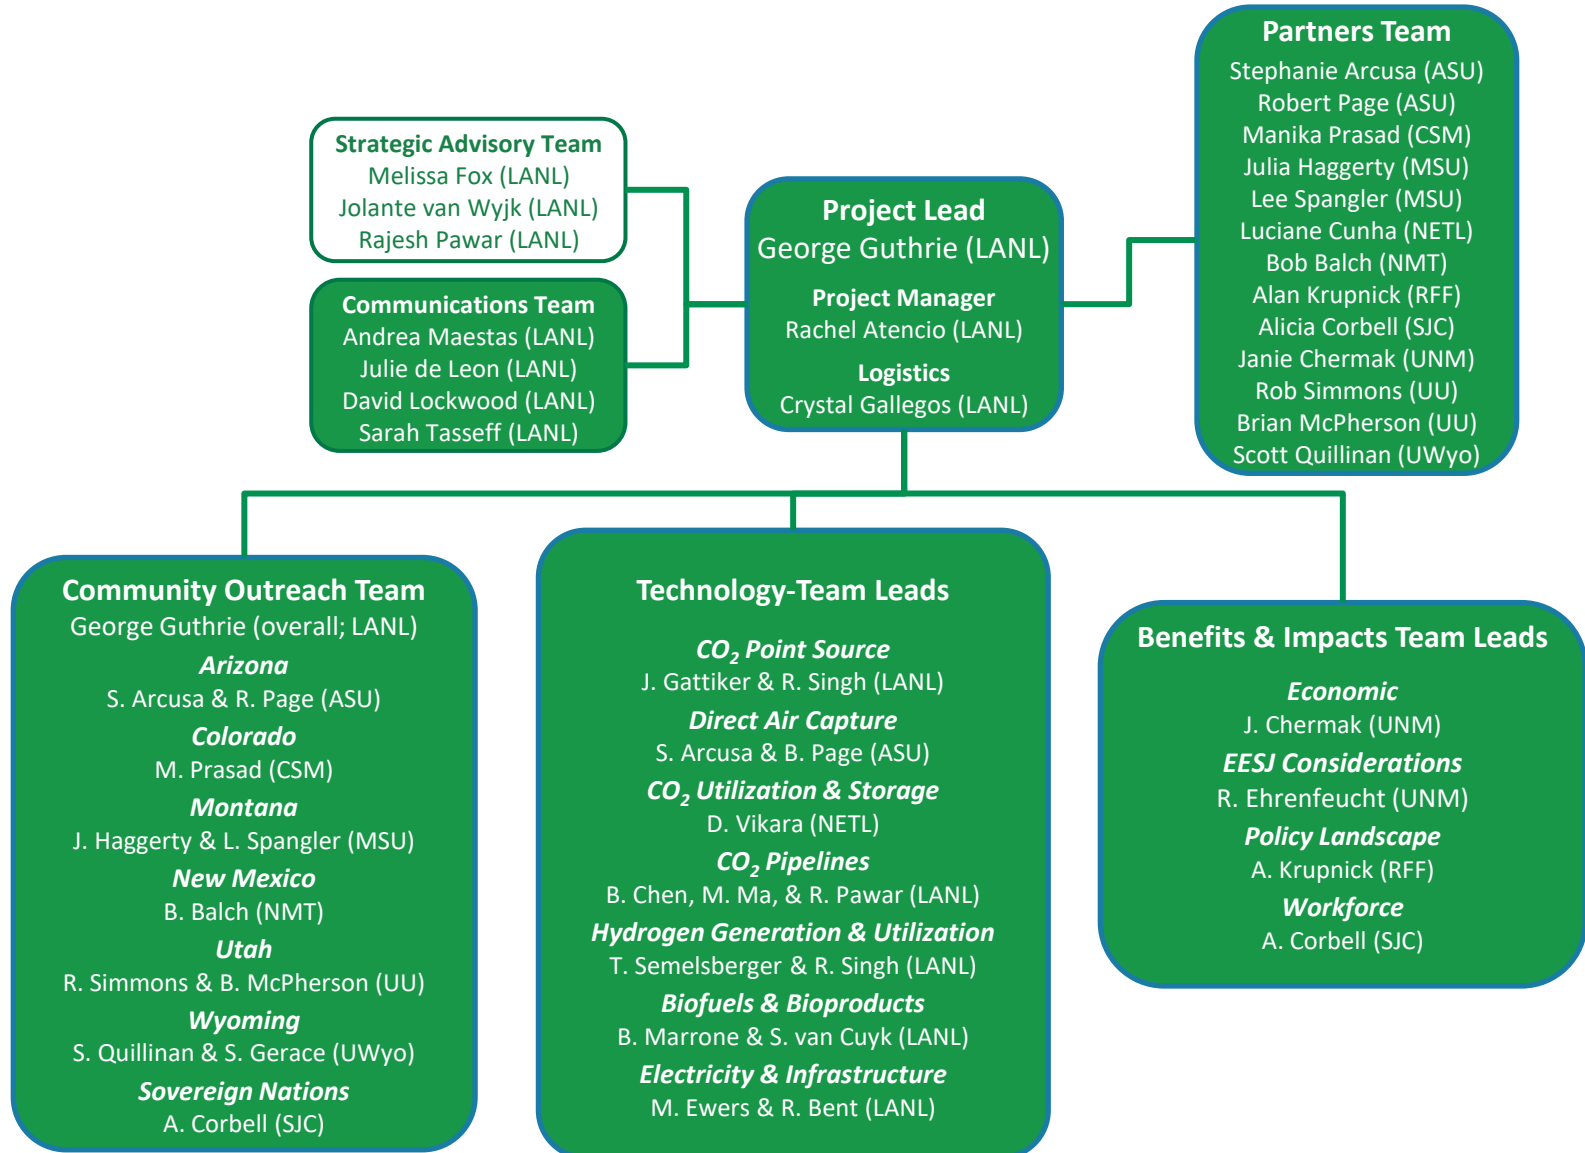 Partners Team
Stephanie Arcusa (ASU)
Robert Page (ASU)
Manika Prasad (CSM)
Julia Haggerty (MSU)
Lee Spangler (MSU)
Luciane Cunha (NETL)
Bob Balch (NMT)
Alan Krupnick (RFF)
Alicia Corbell (SJC)
Janie Chermak (UNM)
Rob Simmons (UU)
Brian McPherson (UU)
Scott Quillinan (UWyo)
Strategic Advisory Team
Melissa Fox (LANL)
Jolante van Wyjk (LANL)
Rajesh Pawar (LANL)
Communications Team
Andrea Maestas (LANL)
Julie de Leon (LANL)
David Lockwood (LANL)
Sarah Tasseff (LANL)
Project Lead
George Guthrie (LANL)
Project Manager
Rachel Atencio (LANL)
Logistics
Crystal Gallegos (LANL)
Community Outreach Team
George Guthrie (overall; LANL)
Arizona
S. Arcusa & R. Page (ASU)
Colorado
M. Prasad (CSM)
Montana
J. Haggerty & L. Spangler (MSU)
New Mexico
B. Balch (NMT)
Utah
R. Simmons & B. McPherson (UU)
Wyoming
S. Quillinan & S. Gerace (UWyo)
Sovereign Nations
A. Corbell (SJC)
Technology-Team Leads
CO₂ Point Source
J. Gattiker & R. Singh (LANL)
Direct Air Capture
S. Arcusa & B. Page (ASU)
CO₂ Utilization & Storage
D. Vikara (NETL)
CO₂ Pipelines
B. Chen, M. Ma, & R. Pawar (LANL)
Hydrogen Generation & Utilization
T. Semelsberger & R. Singh (LANL)
Biofuels & Bioproducts
B. Marrone & S. van Cuyk (LANL)
Electricity & Infrastructure
M. Ewers & R. Bent (LANL)
Benefits & Impacts Team Leads
Economic
J. Chermak (UNM)
EESJ Considerations
R. Ehrenfeucht (UNM)
Policy Landscape
A. Krupnick (RFF)
Workforce
A. Corbell (SJC)